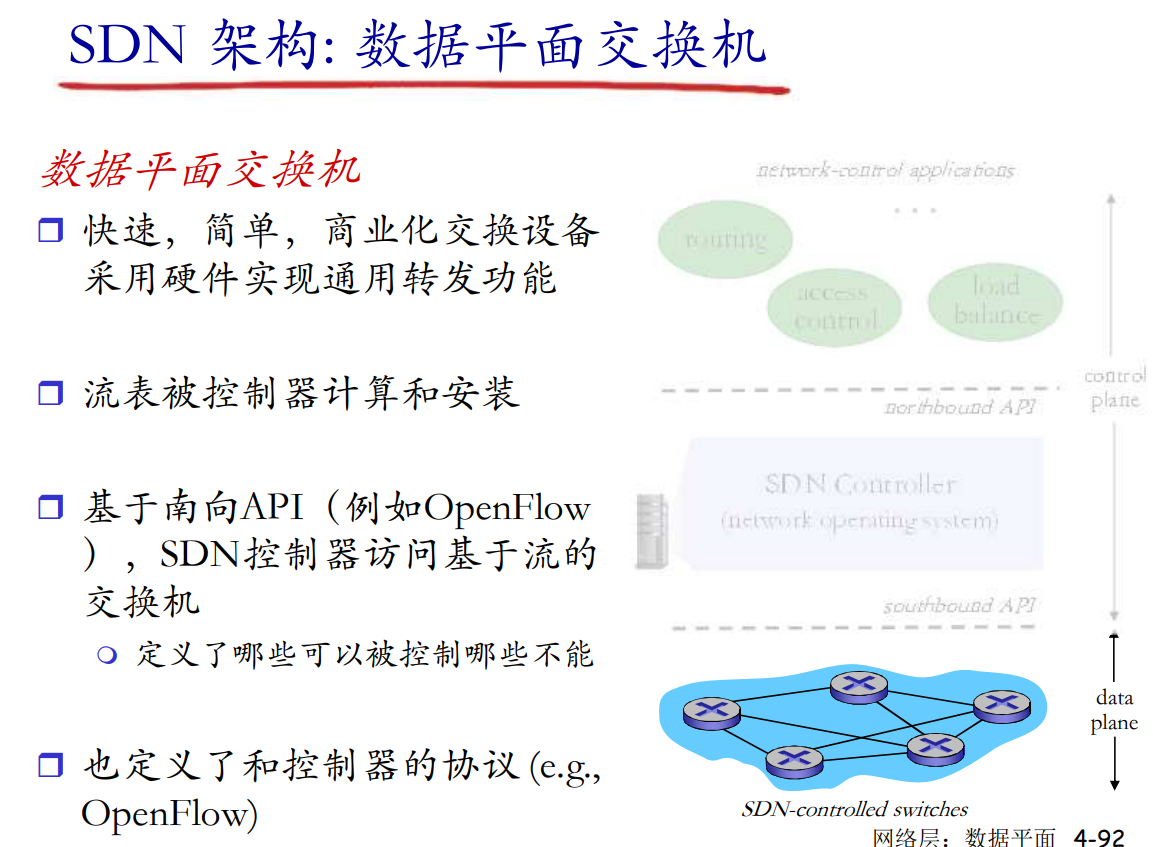 SDN 架构: 数据平面交换机
数据平面交换机
快速，简单，商业化交换设备
采用硬件实现通用转发功能
流表被控制器计算和安装
基于南向API（例如OpenFlow
），SDN控制器访问基于流的
交换机
定义了哪些可以被控制哪些不能
也定义了和控制器的协议 (e.g.,
OpenFlow)
network-control applications
...
routing
access
control
load
balance
control
plane
northbound API
SDN Controller
(network operating system)
southbound API
data
plane
SDN-controlled switches
网络层：数据平面 4-92